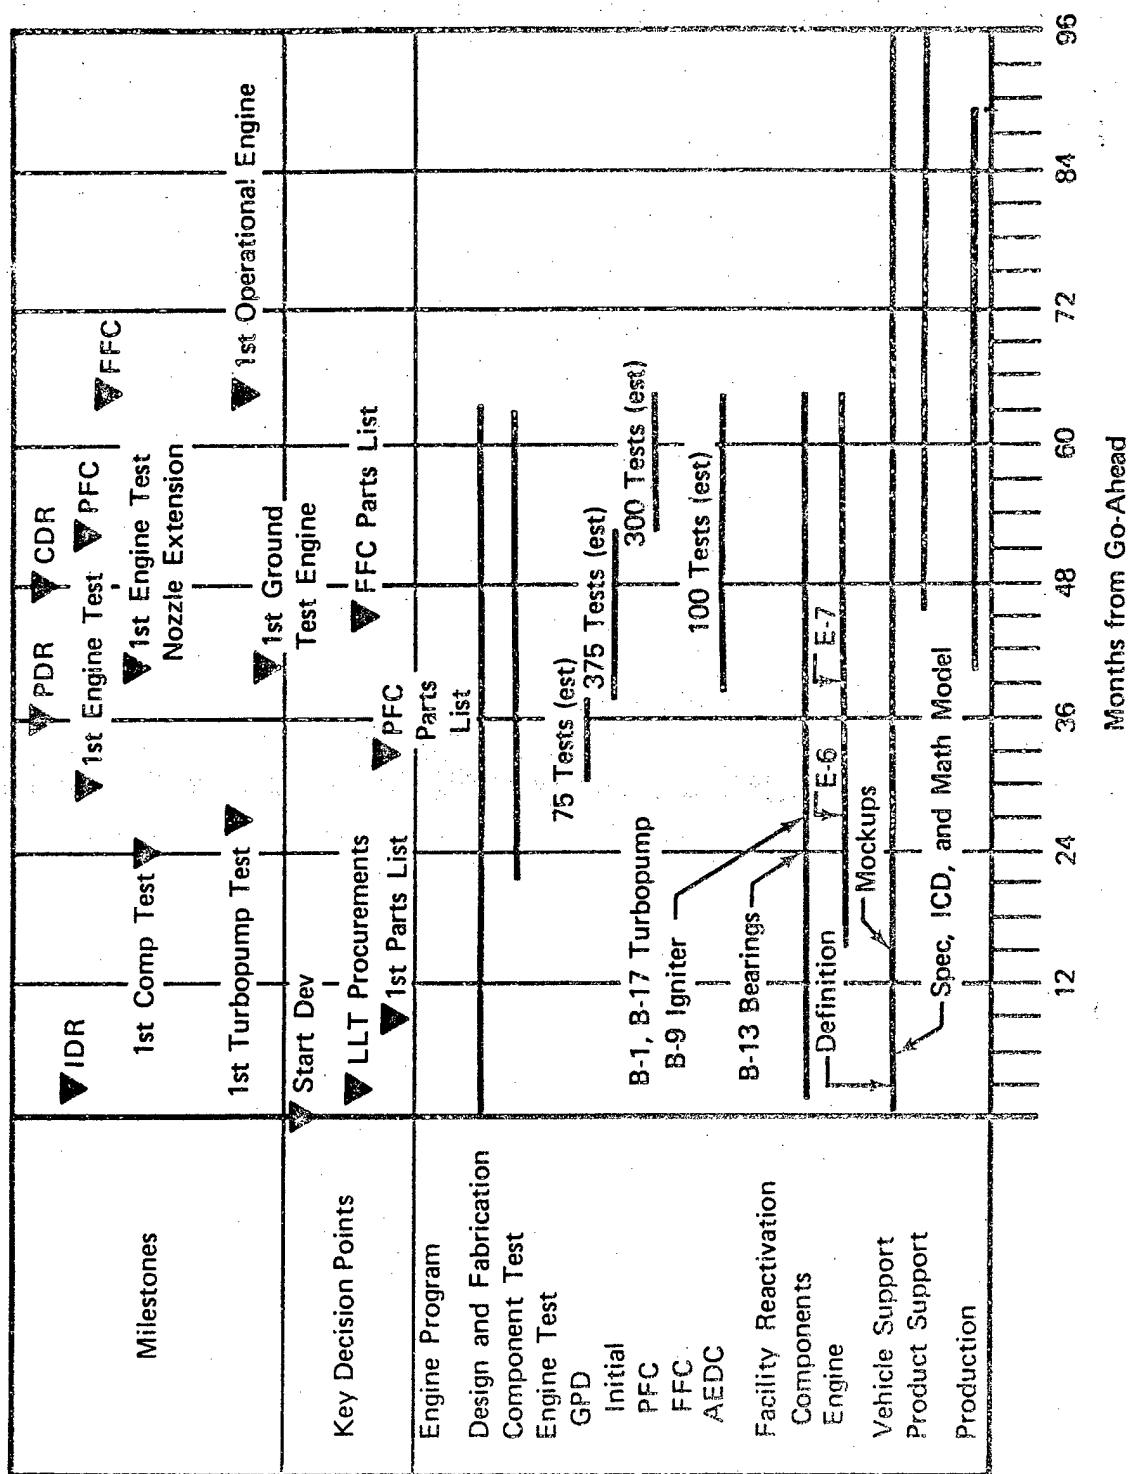 Milestones
IDR
PDR
CDR
1st Engine Test
PFC
FFC
1st Comp Test
1st Engine Test
Nozzle Extension
1st Turbopump Test
1st Operational Engine
Key Decision Points
Start Dev
1st Ground
Test Engine
LLT Procurements
FFC Parts List
1st Parts List
PFC
Parts
List
Engine Program
Design and Fabrication
Component Test
Engine Test
GPD
Initial
75 Tests (est)
PFC
375 Tests (est)
FFC
300 Tests (est)
AEDC
100 Tests (est)
Facility Reactivation
B-1, B-17 Turbopump
B-9 Igniter
B-13 Bearings
Components
Engine
E-6
E-7
Definition
Mockups
Vehicle Support
Product Support
Spec, ICD, and Math Model
Production
12
24
36
48
60
72
84
96
Months from Go-Ahead